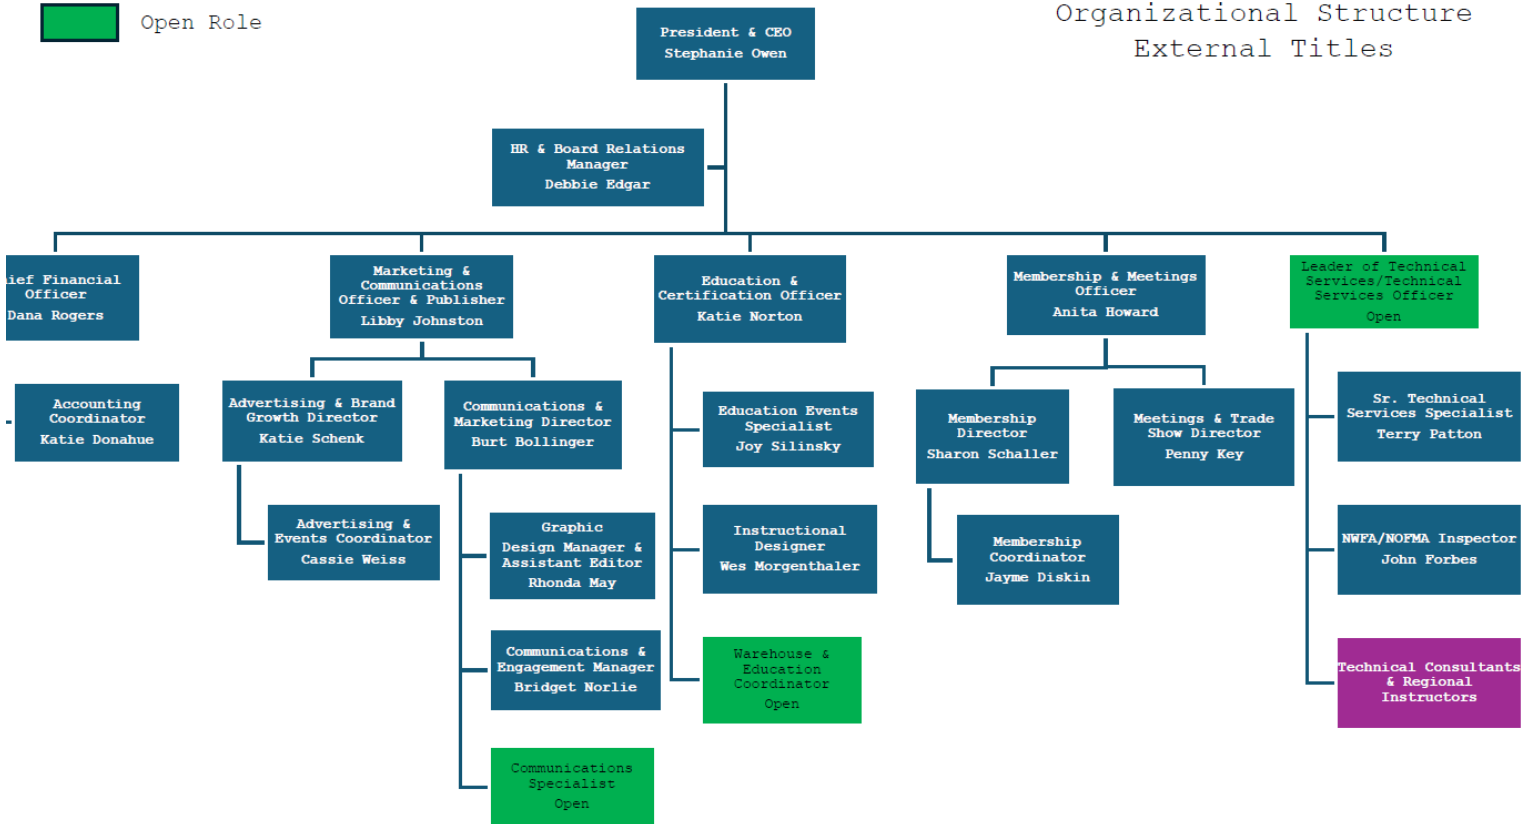 Open Role
Organizational Structure
External Titles
President & CEO
Stephanie Owen
HR & Board Relations
Manager
Debbie Edgar
Financial
Officer
Dana Rogers
Marketing &
Communications
Officer & Publisher
Libby Johnston
Education &
Certification Officer
Katie Norton
Membership & Meetings
Officer
Anita Howard
Leader of Technical
Services/Technical
Services Officer
Open
Accounting
Coordinator
Katie Donahue
Advertising & Brand
Growth Director
Katie Schenk
Communications &
Marketing Director
Burt Bollinger
Education Events
Specialist
Joy Silinsky
Membership
Director
Sharon Schaller
Meetings & Trade
Show Director
Penny Key
Sr. Technical
Services Specialist
Terry Patton
Advertising &
Events Coordinator
Cassie Weiss
Graphic
Design Manager &
Assistant Editor
Rhonda May
Instructional
Designer
Wes Morgenthaler
Membership
Coordinator
Jayme Diskin
NWFA/NOFMA Inspector
John Forbes
Communications &
Engagement Manager
Bridget Norlie
Warehouse &
Education
Coordinator
Open
Technical Consultants
& Regional
Instructors
Communications
Specialist
Open